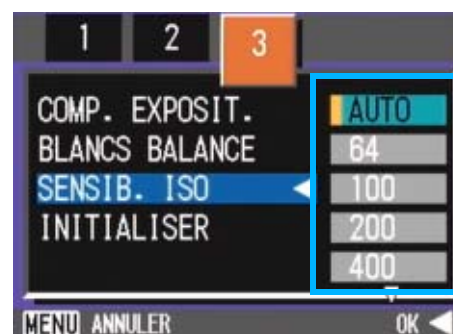 1 2 3
COMP. EXPOSIT. AUTO
BLANCS BALANCE 64
SENSIB. ISO 100
INITIALISER 200
400
MENU ANNULER OK